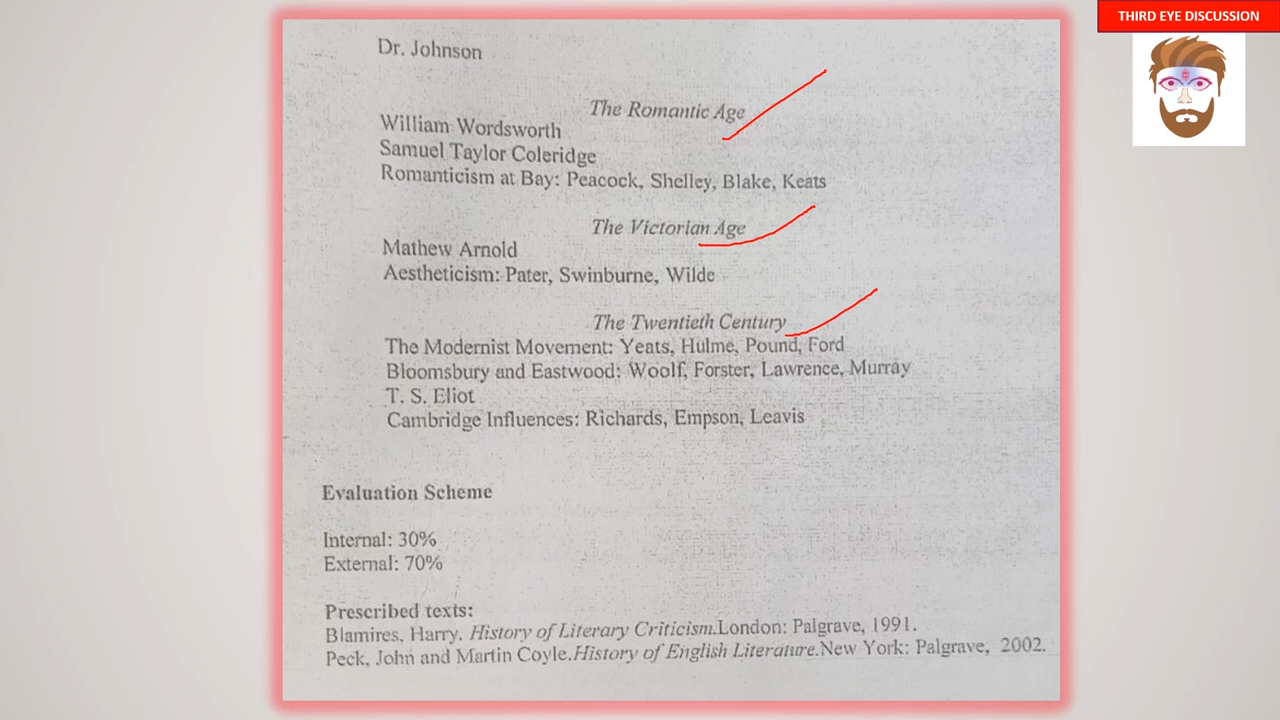 THIRD EYE DISCUSSION
Dr. Johnson
The Romantic Age
William Wordsworth
Samuel Taylor Coleridge
Romanticism at Bay: Peacock, Shelley, Blake, Keats
The Victorian Age
Mathew Arnold
Aestheticism: Pater, Swinburne, Wilde
The Twentieth Century
The Modernist Movement: Yeats, Hulme, Pound, Ford
Bloomsbury and Eastwood: Woolf, Forster, Lawrence, Murray
T. S. Eliot
Cambridge Influences: Richards, Empson, Leavis
Evaluation Scheme
Internal: 30%
External: 70%
Prescribed texts:
Blamires, Harry. History of Literary Criticism.London: Palgrave, 1991.
Peck, John and Martin Coyle.History of English Literature.New York: Palgrave, 2002.